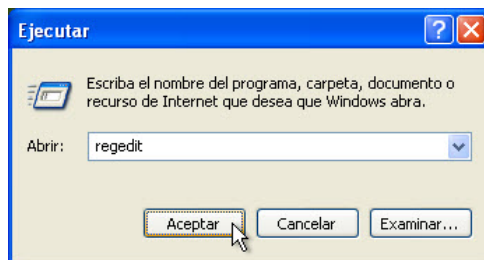 Ejecutar
Escriba el nombre del programa, carpeta, documento o
recurso de Internet que desea que Windows abra.
Abrir: regedit
Aceptar Cancelar Examinar...